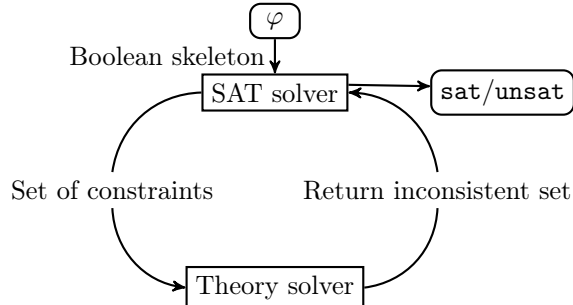 φ
Boolean skeleton
SAT solver
sat/unsat
Set of constraints
Return inconsistent set
Theory solver